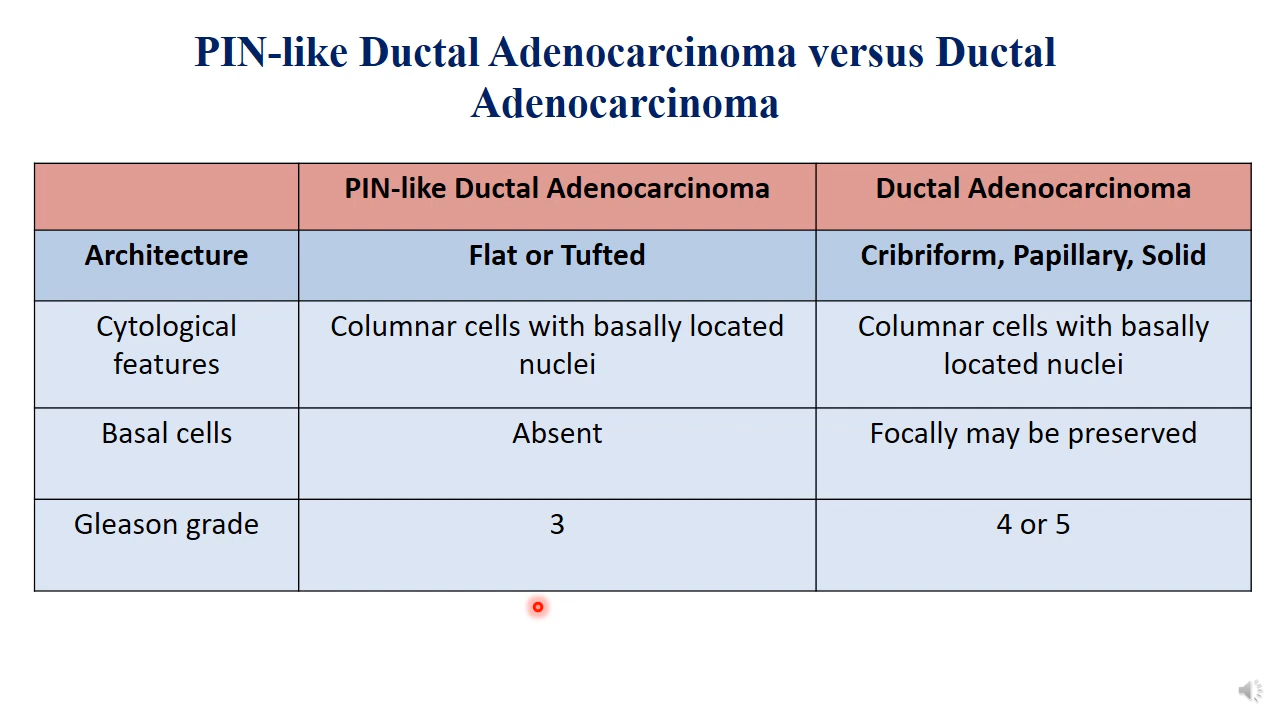 PIN-like Ductal Adenocarcinoma versus Ductal
Adenocarcinoma
PIN-like Ductal Adenocarcinoma
Ductal Adenocarcinoma
Architecture
Flat or Tufted
Cribriform, Papillary, Solid
Cytological
features
Columnar cells with basally located
nuclei
Columnar cells with basally
located nuclei
Basal cells
Absent
Focally may be preserved
Gleason grade
3
4 or 5